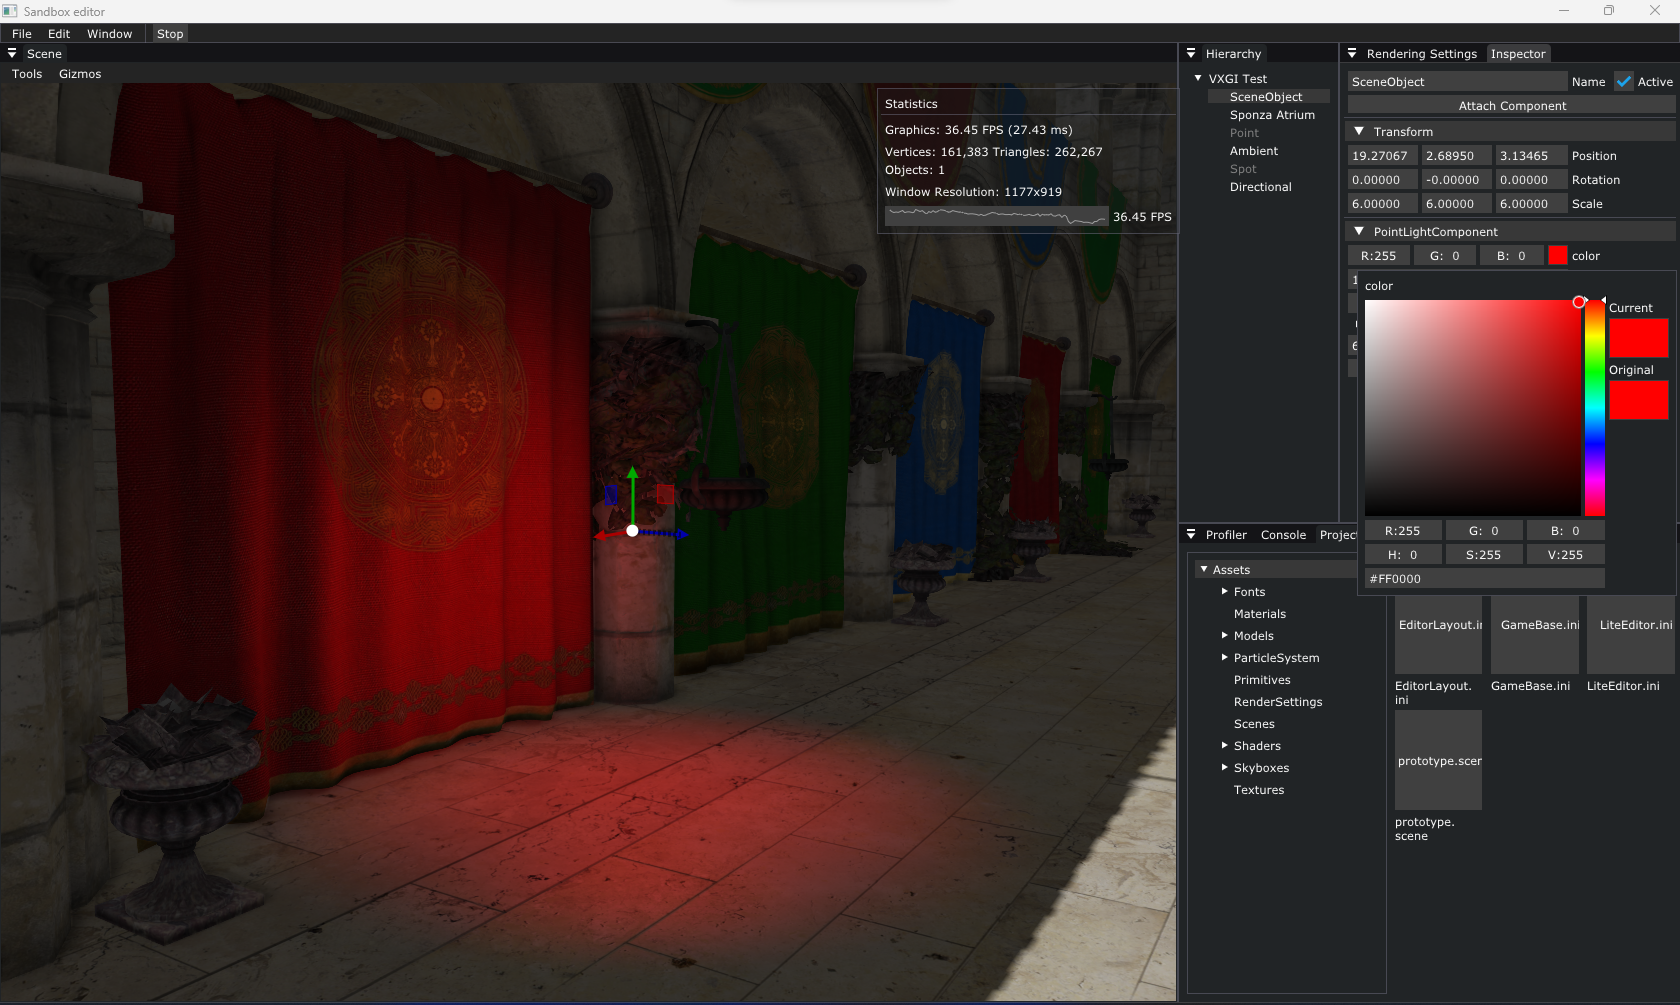 Sandbox editor
File Edit Window Stop
Scene
Tools Gizmos
Statistics
Graphics: 36.45 FPS (27.43 ms)
Vertices: 161,383 Triangles: 262,267
Objects: 1
Window Resolution: 1177x919
36.45 FPS
Hierarchy
VXGI Test
SceneObject
Sponza Atrium
Point
Ambient
Spot
Directional
Rendering Settings Inspector
SceneObject Name Active
Attach Component
Transform
19.27067 2.68950 3.13465 Position
0.00000 -0.00000 0.00000 Rotation
6.00000 6.00000 6.00000 Scale
PointLightComponent
R:255 G: 0 B: 0 color
color
Current
Original
R:255 G: 0 B: 0
H: 0 S:255 V:255
#FF0000
Profiler Console Project
Assets
Fonts
Materials
Models
ParticleSystem
Primitives
RenderSettings
Scenes
Shaders
Skyboxes
Textures
EditorLayout.in GameBase.ini LiteEditor.ini
EditorLayout.
ini
GameBase.ini
LiteEditor.ini
prototype.scen
prototype.
scene